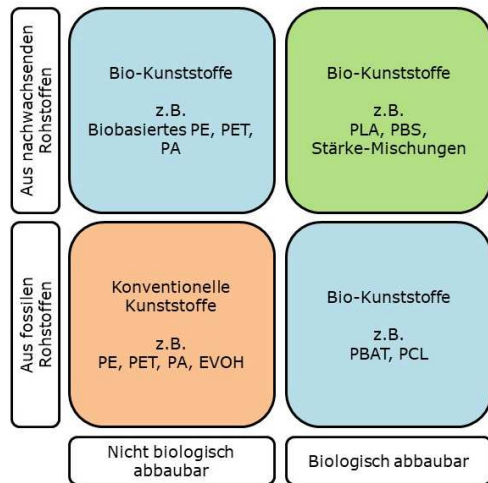 Aus nachwachsenden
Rohstoffen
Bio-Kunststoffe
z.B.
Biobasiertes PE, PET,
PA
Bio-Kunststoffe
z.B.
PLA, PBS,
Stärke-Mischungen
Aus fossilen
Rohstoffen
Konventionelle
Kunststoffe
z.B.
PE, PET, PA, EVOH
Bio-Kunststoffe
z.B.
PBAT, PCL
Nicht biologisch
abbaubar
Biologisch abbaubar